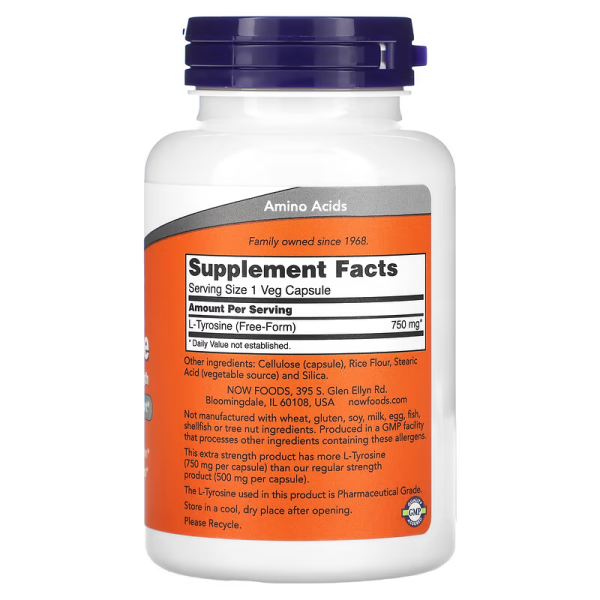 Amino Acids
Family owned since 1968.
Supplement Facts
Serving Size 1 Veg Capsule
Amount Per Serving
L-Tyrosine (Free-Form) 750 mg*
* Daily Value not established.
Other ingredients: Cellulose (capsule), Rice Flour, Stearic
Acid (vegetable source) and Silica.
NOW FOODS, 395 S. Glen Ellyn Rd.
Bloomingdale, IL 60108, USA nowfoods.com
Not manufactured with wheat, gluten, soy, milk, egg, fish,
shellfish or tree nut ingredients. Produced in a GMP facility
that processes other ingredients containing these allergens.
This extra strength product has more L-Tyrosine
(750 mg per capsule) than our regular strength
product (500 mg per capsule).
The L-Tyrosine used in this product is Pharmaceutical Grade.
Store in a cool, dry place after opening.
Please Recycle.
GMP